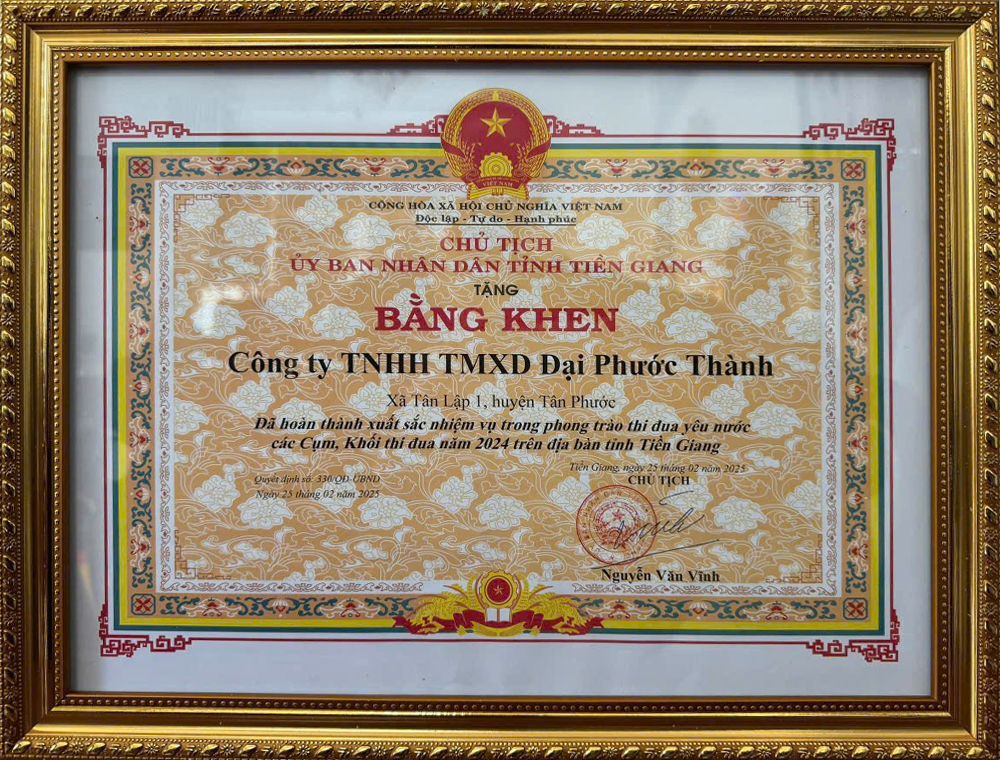 VIỆT NAM
CỘNG HÒA XÃ HỘI CHỦ NGHĨA VIỆT NAM
Độc lập - Tự do - Hạnh phúc
CHỦ TỊCH
ỦY BAN NHÂN DÂN TỈNH TIỀN GIANG
TẶNG
BẰNG KHEN
Công ty TNHH TMXD Đại Phước Thành
Xã Tân Lập 1, huyện Tân Phước
Đã hoàn thành xuất sắc nhiệm vụ trong phong trào thi đua yêu nước
các Cụm, Khối thi đua năm 2024 trên địa bàn tỉnh Tiền Giang
Quyết định số: 330/QĐ-UBND
Ngày 25 tháng 02 năm 2025
Tiền Giang, ngày 25 tháng 02 năm 2025
CHỦ TỊCH
Nguyễn Văn Vĩnh